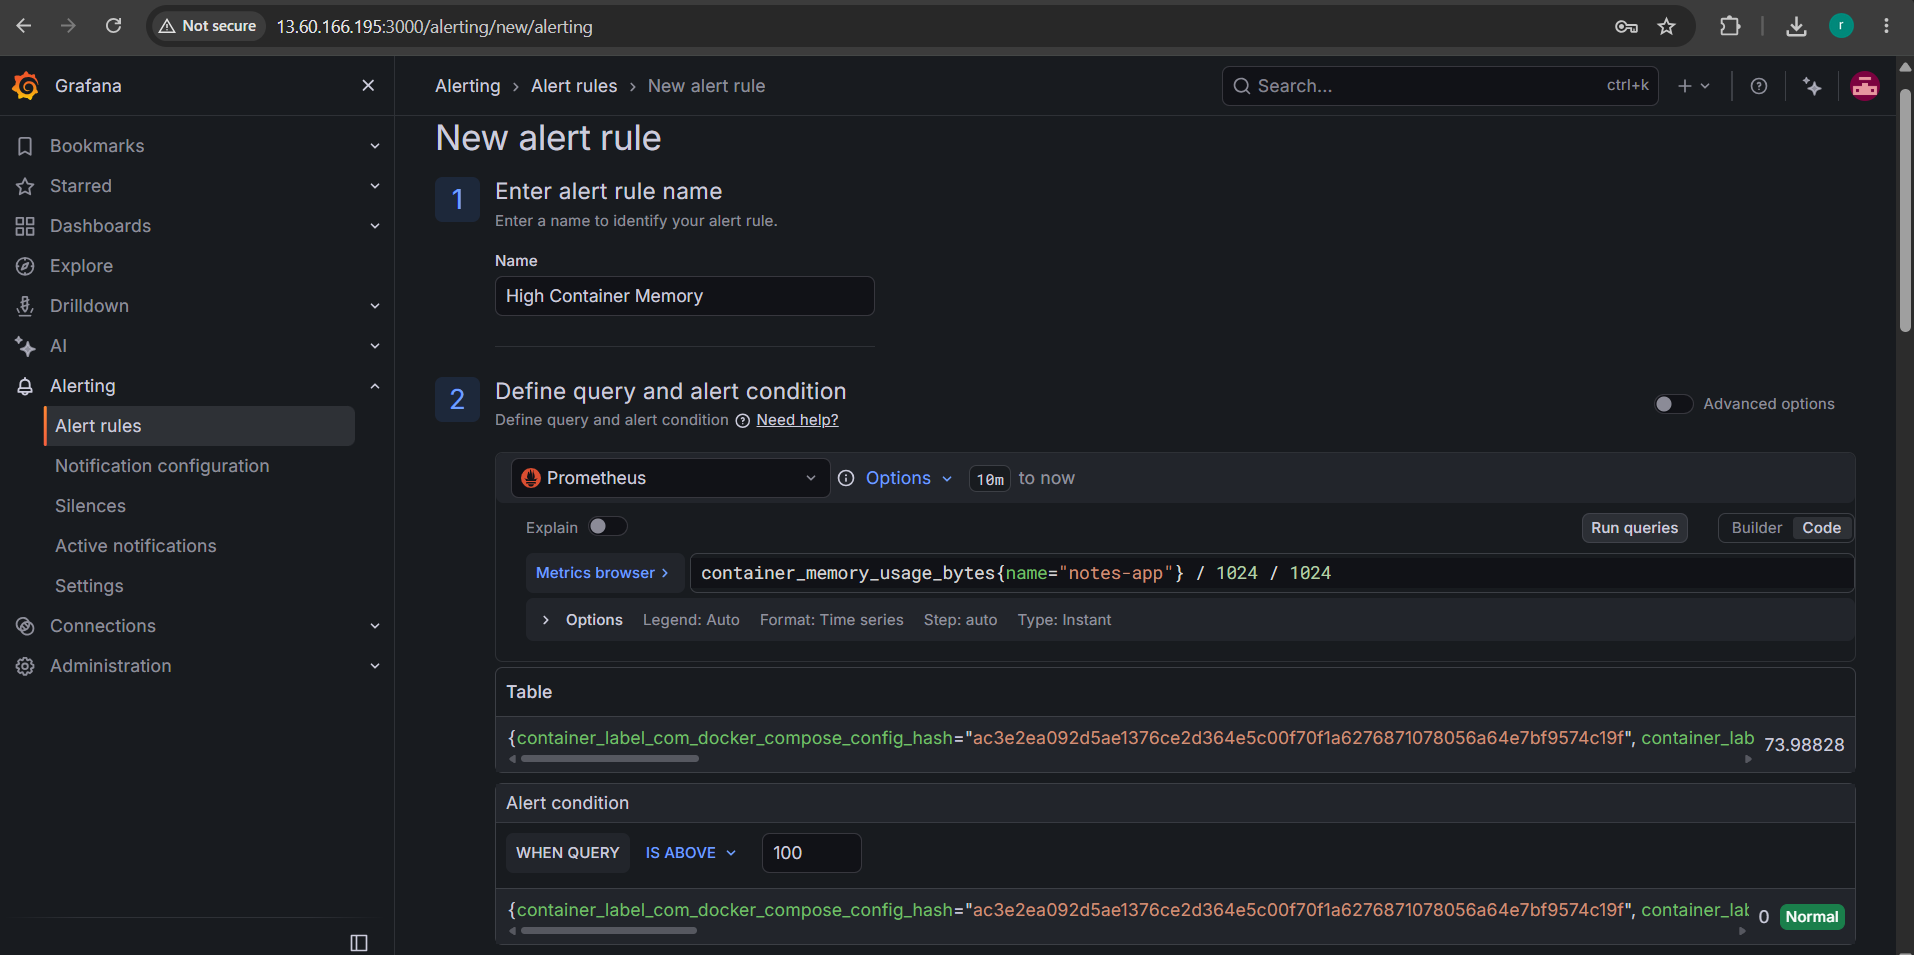 Not secure 13.60.166.195:3000/alerting/new/alerting
r
Grafana
Alerting › Alert rules › New alert rule
Search... ctrl+k
Bookmarks
Starred
Dashboards
Explore
Drilldown
AI
Alerting
Alert rules
Notification configuration
Silences
Active notifications
Settings
Connections
Administration
New alert rule
1 Enter alert rule name
Enter a name to identify your alert rule.
Name
High Container Memory
2 Define query and alert condition
Define query and alert condition Need help?
Advanced options
Prometheus Options 10m to now
Explain Run queries Builder Code
Metrics browser > container_memory_usage_bytes{name="notes-app"} / 1024 / 1024
Options Legend: Auto Format: Time series Step: auto Type: Instant
Table
{container_label_com_docker_compose_config_hash="ac3e2ea092d5ae1376ce2d364e5c00f70f1a6276871078056a64e7bf9574c19f", container_lab 73.98828
Alert condition
WHEN QUERY IS ABOVE 100
{container_label_com_docker_compose_config_hash="ac3e2ea092d5ae1376ce2d364e5c00f70f1a6276871078056a64e7bf9574c19f", container_lab 0 Normal